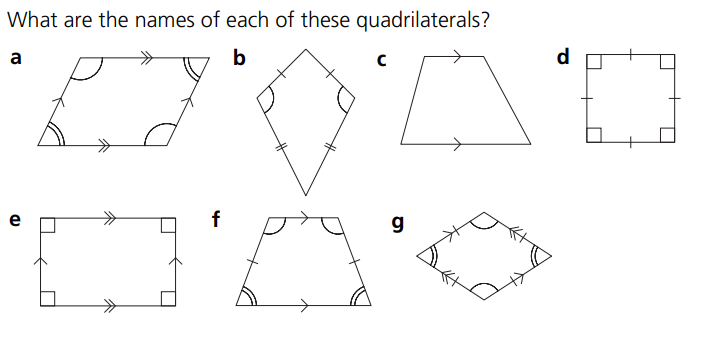 What are the names of each of these quadrilaterals?
a b c d
e f g